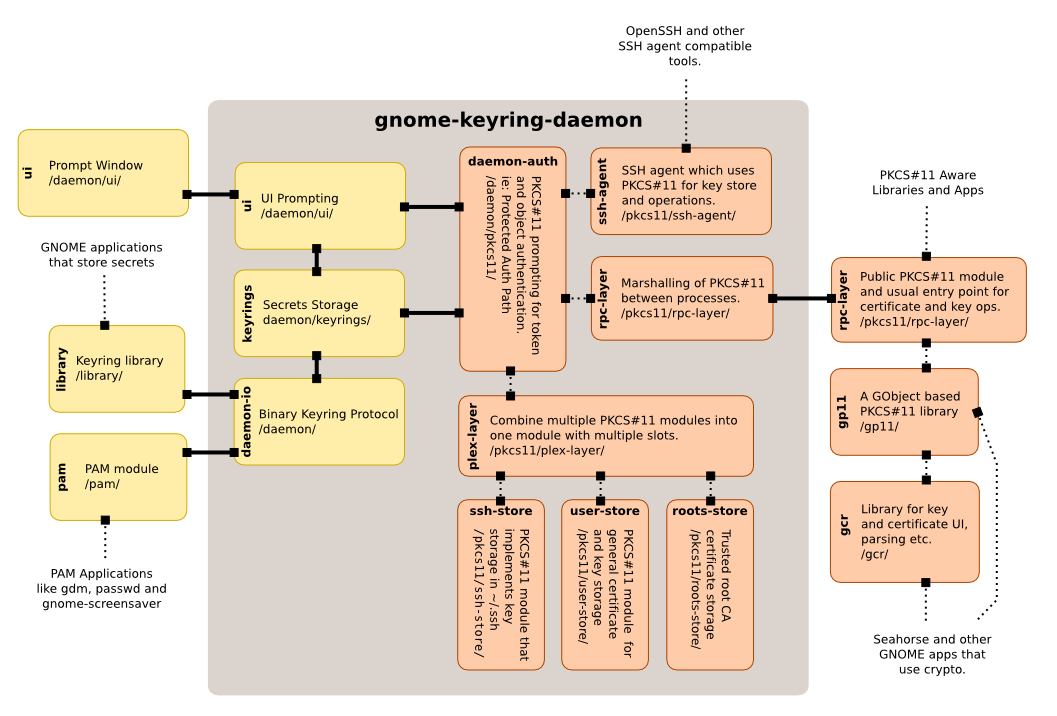 OpenSSH and other
SSH agent compatible
tools.
gnome-keyring-daemon
ui
Prompt Window
/daemon/ui/
ui
UI Prompting
/daemon/ui/
daemon-auth
PKCS#11 prompting for token
and object authentication.
ie: Protected Auth Path
/daemon/pkcs11/
ssh-agent
SSH agent which uses
PKCS#11 for key store
and operations.
/pkcs11/ssh-agent/
PKCS#11 Aware
Libraries and Apps
GNOME applications
that store secrets
keyrings
Secrets Storage
daemon/keyrings/
rpc-layer
Marshalling of PKCS#11
between processes.
/pkcs11/rpc-layer/
rpc-layer
Public PKCS#11 module
and usual entry point for
certificate and key ops.
/pkcs11/rpc-layer/
library
Keyring library
/library/
daemon-io
Binary Keyring Protocol
/daemon/
plex-layer
Combine multiple PKCS#11 modules into
one module with multiple slots.
/pkcs11/plex-layer/
gp11
A GObject based
PKCS#11 library
/gp11/
pam
PAM module
/pam/
ssh-store
PKCS#11 module that
implements key
storage in ~/.ssh
/pkcs11/ssh-store/
user-store
PKCS#11 module  for
general certificate
and key storage
/pkcs11/user-store/
roots-store
Trusted root CA
certificate storage
/pkcs11/roots-store/
gcr
Library for key
and certificate UI,
parsing etc.
/gcr/
PAM Applications
like gdm, passwd and
gnome-screensaver
Seahorse and other
GNOME apps that
use crypto.